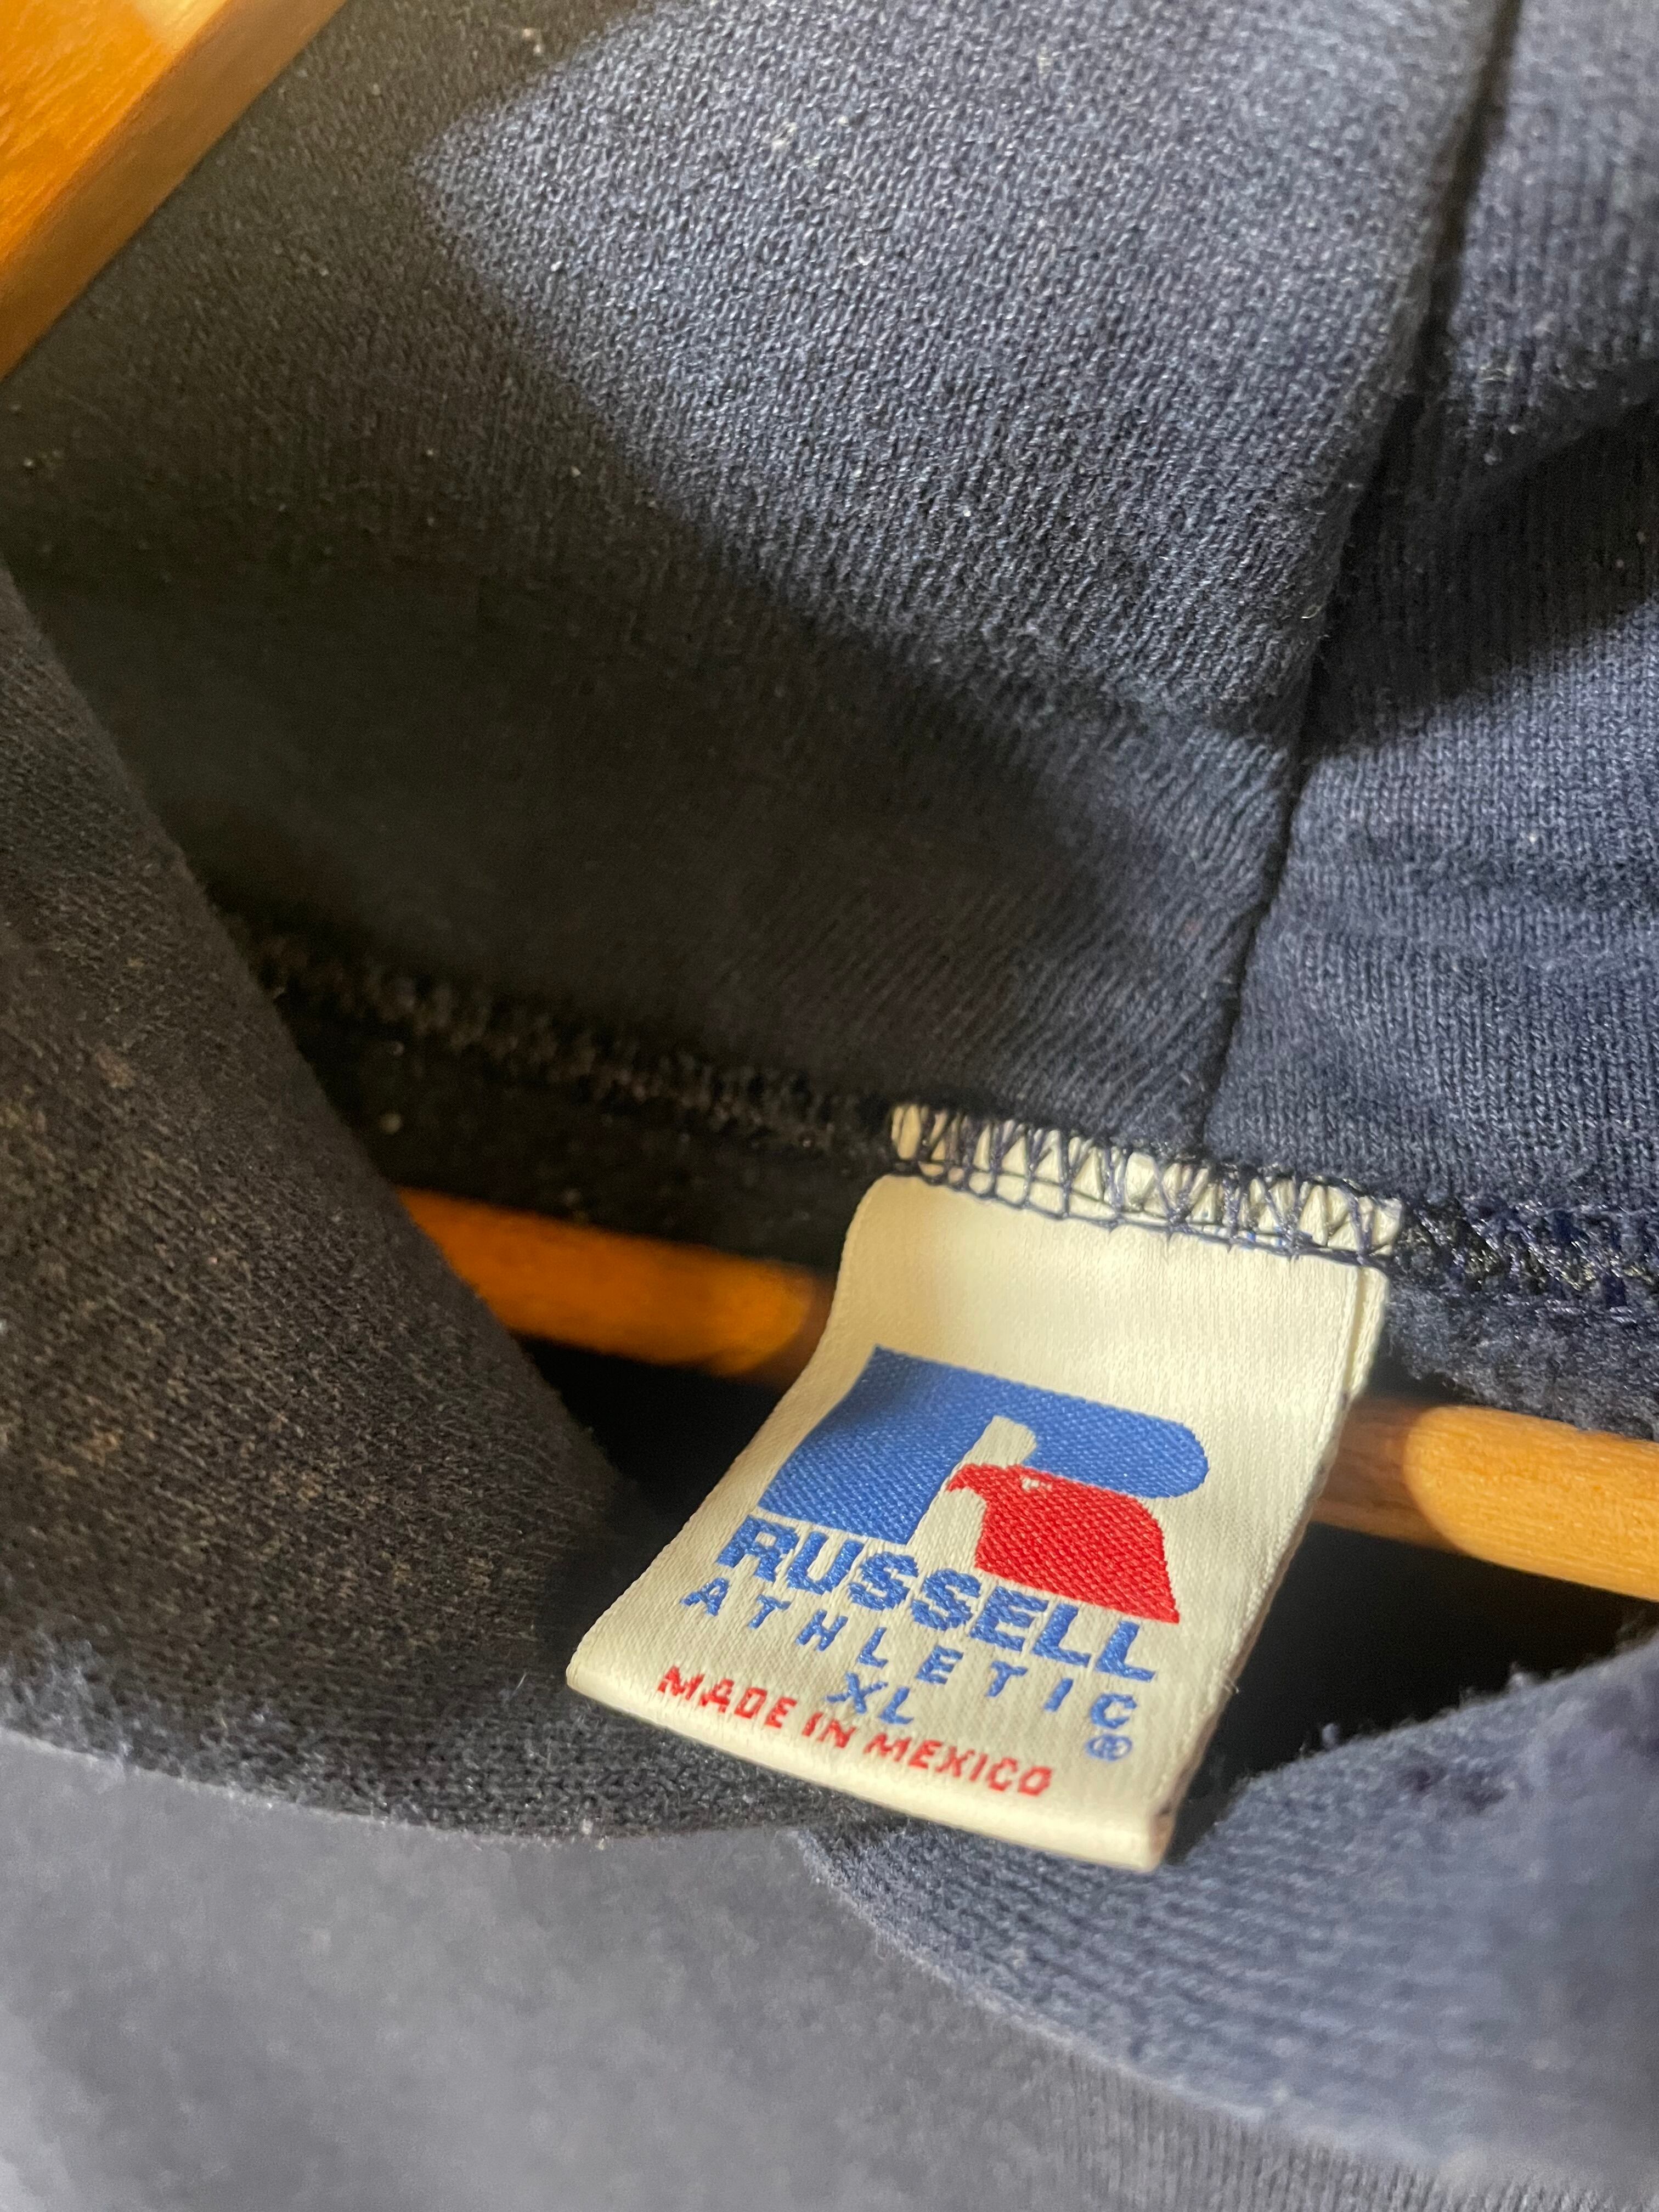 RUSSELL
ATHLETIC
XL ®
MADE IN MEXICO